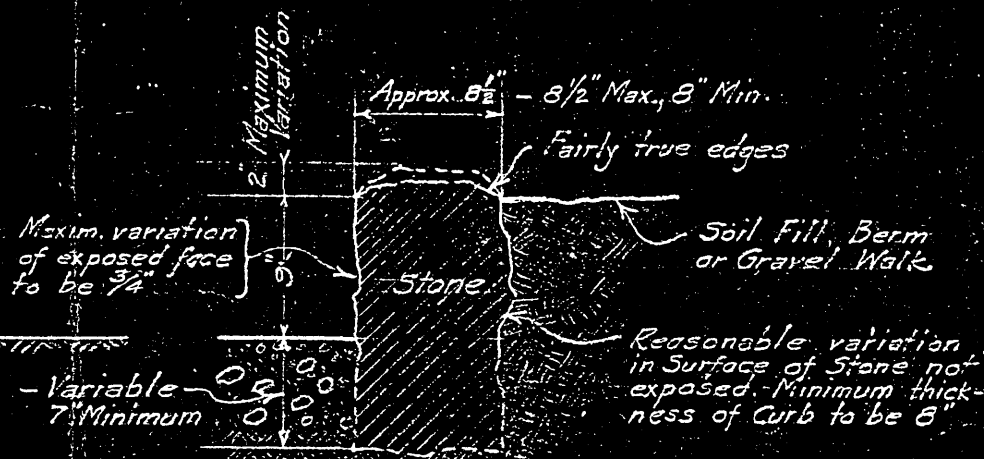 2" Maximum
Variation
Approx. 8½" - 8 1/2" Max., 8" Min.
Fairly true edges
Maxim. variation
of exposed face
to be 3/4"
9"
Stone
Soil Fill, Berm
or Gravel Walk
Variable
7" Minimum
Reasonable variation
in Surface of Stone not
exposed. Minimum thick-
ness of Curb to be 8"